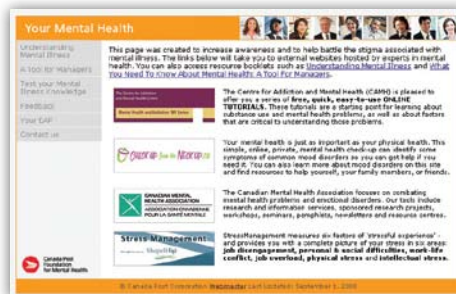 Your Mental Health
Understanding
Mental Illness
A Tool for Managers
Test your Mental
Illness Knowledge
Feedback
Your EAP
Contact us
This page was created to increase awareness and to help battle the stigma associated with
mental illness. The links below will take you to external websites hosted by experts in mental
health. You can also access resource booklets such as Understanding Mental Illness and What
You Need To Know About Mental Health: A Tool For Managers.
The Centre for Addiction and Mental Health (CAMH) is pleased to
offer you a series of free, quick, easy-to-use ONLINE
TUTORIALS. These tutorials are a starting point for learning about
substance use and mental health problems, as well as about factors
that are critical to understanding those problems.
CHECK UP from the NECK UP
Your mental health is just as important as your physical health. This
simple, online, private, mental health check-up can identify some
symptoms of common mood disorders so you can get help if you
need it. You can also learn more about mood disorders on this site
and find resources to help yourself, your family members, or friends.
CANADIAN MENTAL
HEALTH ASSOCIATION
ASSOCIATION CANADIENNE
POUR LA SANTÉ MENTALE
The Canadian Mental Health Association focuses on combating
mental health problems and emotional disorders. Our tools include
research and information services, sponsored research projects,
workshops, seminars, pamphlets, newsletters and resource centres.
Stress Management
StressManagement measures six factors of 'stressful experience' -
and provides you with a complete picture of your stress in six areas:
job disengagement, personal & social difficulties, work-life
conflict, job overload, physical stress and intellectual stress.
Canada Post
Foundation
for Mental Health
© Canada Post Corporation Webmaster Last Updated: September 1, 2008